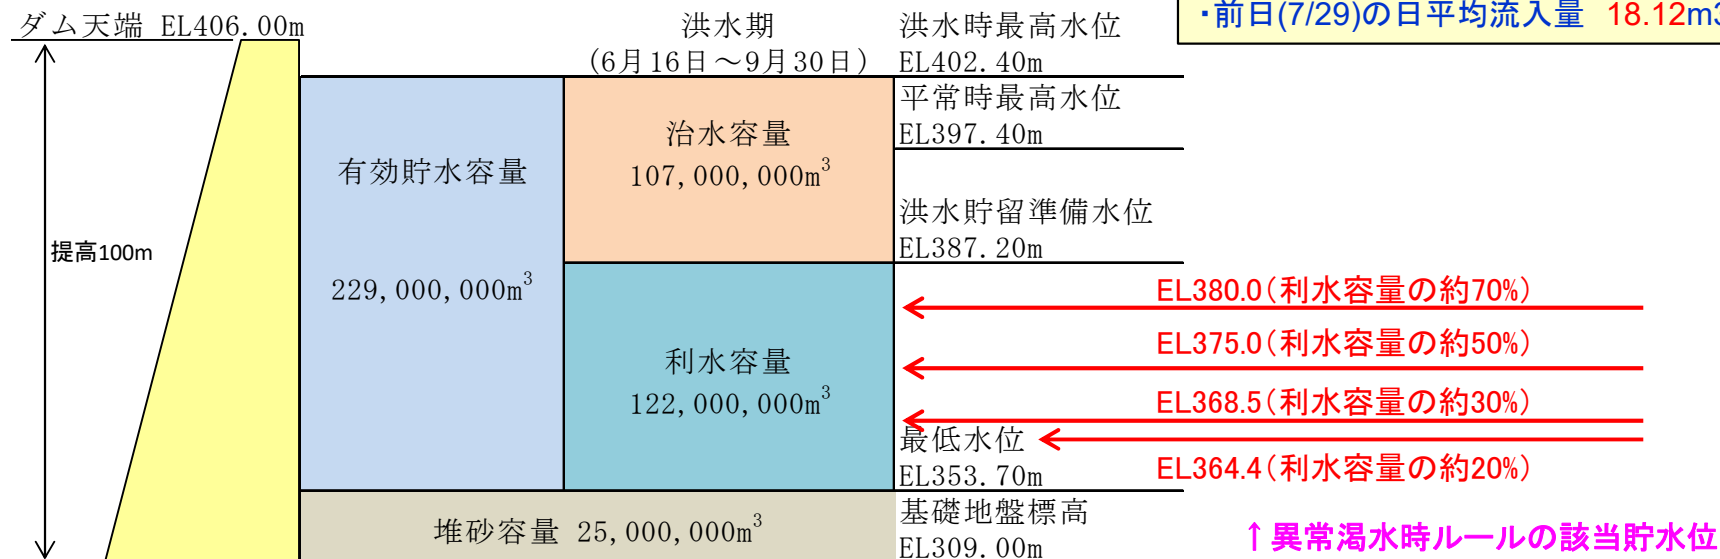 ・前日(7/29)の日平均流入量 18.12m3
ダム天端 EL406.00m
洪水期
(6月16日～9月30日)
洪水時最高水位
EL402.40m
平常時最高水位
EL397.40m
治水容量
107,000,000m³
有効貯水容量
229,000,000m³
洪水貯留準備水位
EL387.20m
提高100m
EL380.0(利水容量の約70%)
EL375.0(利水容量の約50%)
利水容量
122,000,000m³
EL368.5(利水容量の約30%)
最低水位
EL353.70m
EL364.4(利水容量の約20%)
堆砂容量 25,000,000m³
基礎地盤標高
EL309.00m
↑異常渇水時ルールの該当貯水位